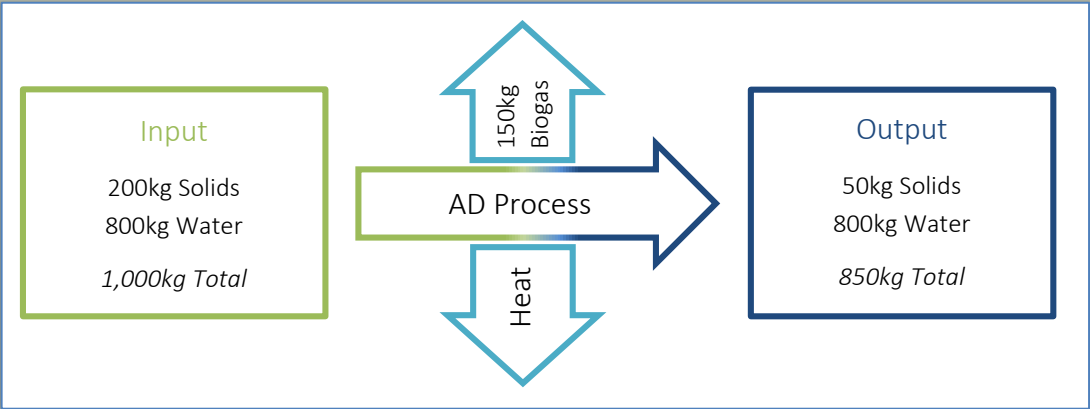 Input
200kg Solids
800kg Water
1,000kg Total
150kg
Biogas
AD Process
Heat
Output
50kg Solids
800kg Water
850kg Total